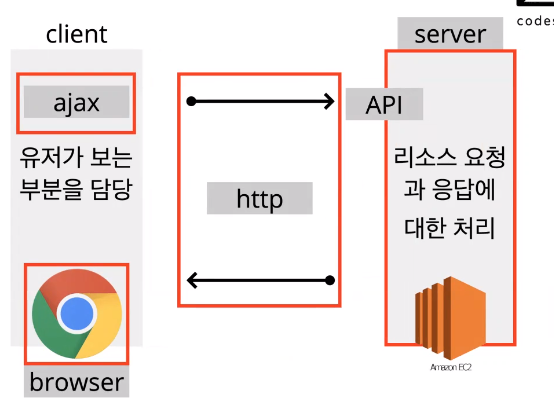 codes
client
server
ajax
API
유저가 보는
부분을 담당
http
리소스 요청
과 응답에
대한 처리
Amazon EC2
browser